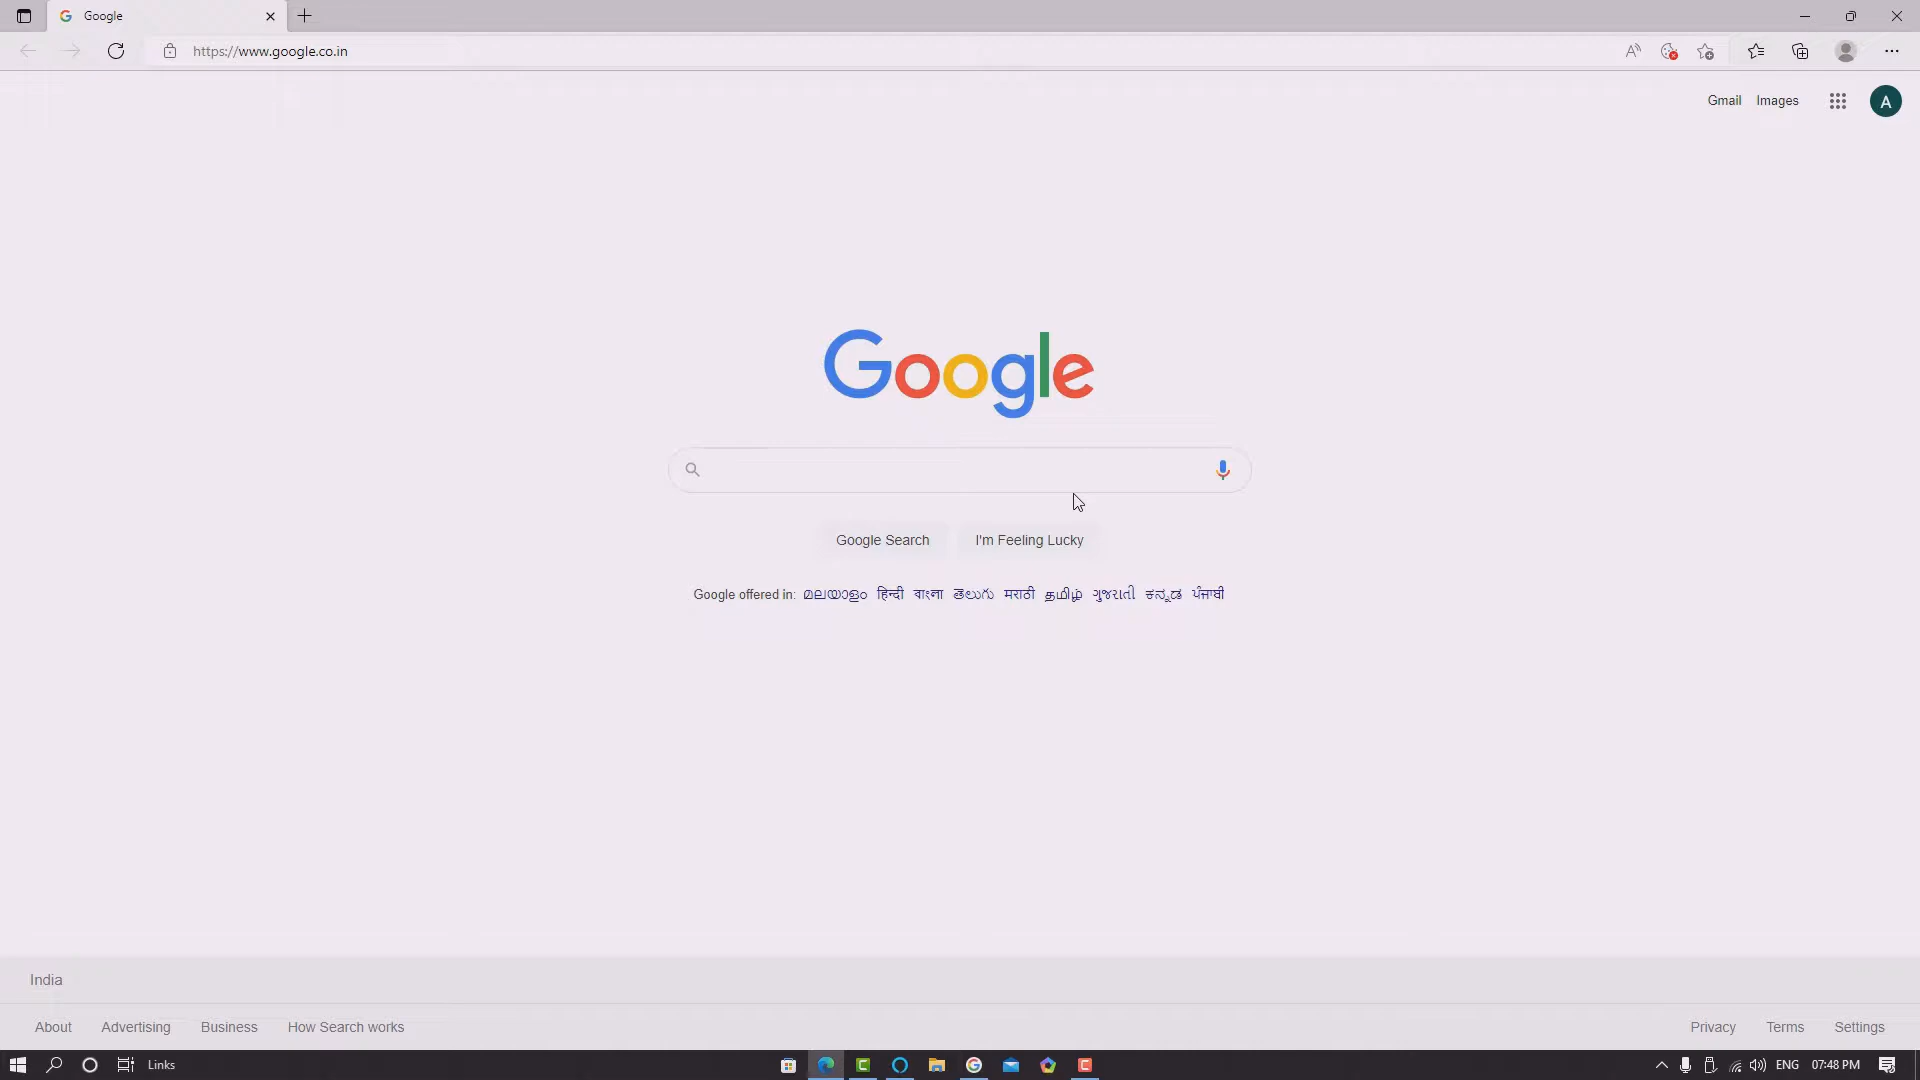 Google
https://www.google.co.in
Gmail Images
A
Google
Google Search I'm Feeling Lucky
Google offered in: മലയാളം हिन्दी বাংলা తెలుగు मराठी தமிழ் ગુજરાતી ಕನ್ನಡ ਪੰਜਾਬੀ
India
About Advertising Business How Search works Privacy Terms Settings
Links ENG 07:48 PM